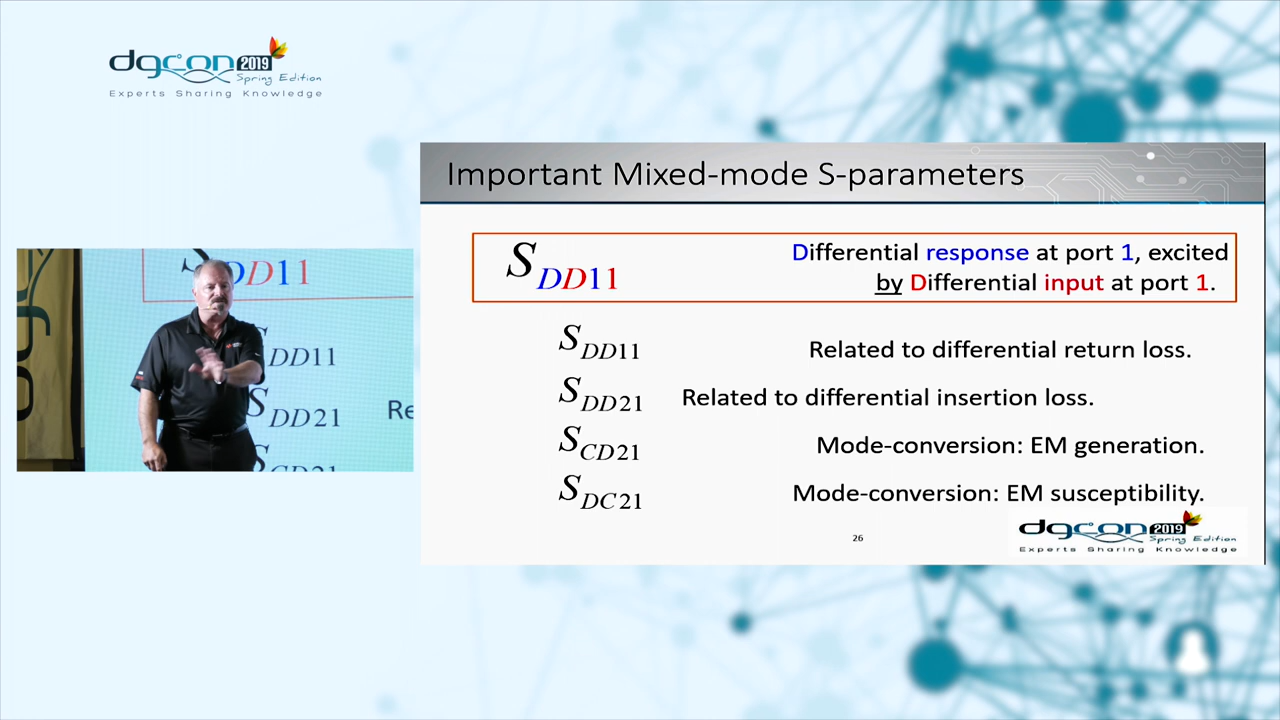 dgcon 2019
Spring Edition
Experts Sharing Knowledge
Important Mixed-mode S-parameters
S DD11
Differential response at port 1, excited
by Differential input at port 1.
S DD11
Related to differential return loss.
S DD21
Related to differential insertion loss.
S CD21
Mode-conversion: EM generation.
S DC21
Mode-conversion: EM susceptibility.
26
dgcon 2019
Spring Edition
Experts Sharing Knowledge
S DD11
S DD11
S DD21
Re
S CD21